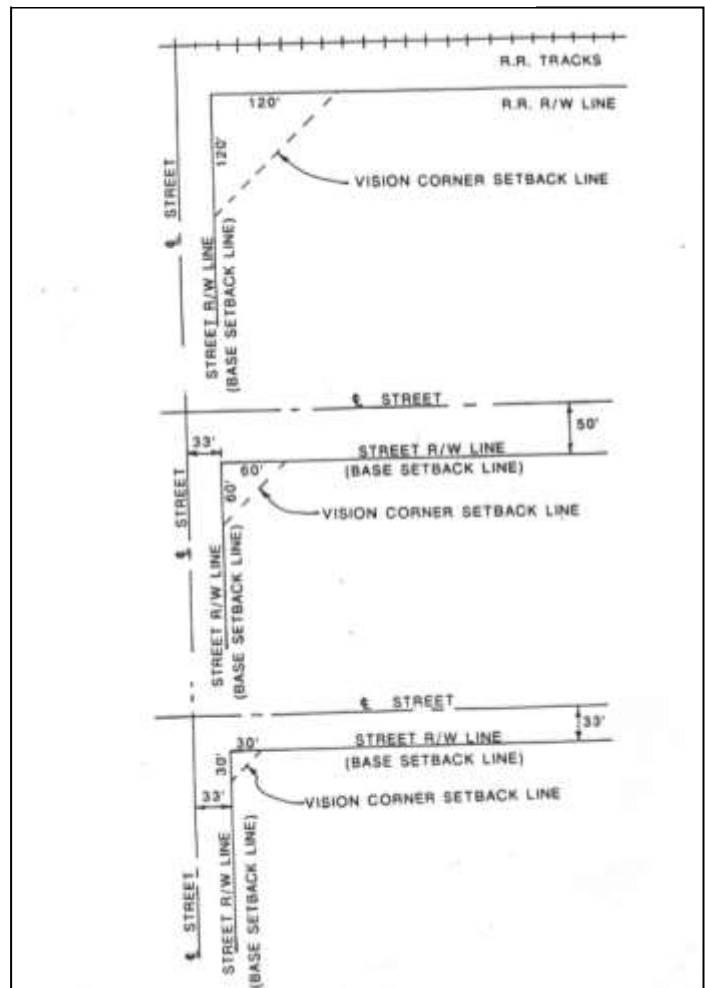 R.R. TRACKS
120'
R.R. R/W LINE
120'
VISION CORNER SETBACK LINE
℄ STREET
STREET R/W LINE
(BASE SETBACK LINE)
℄ STREET
50'
33'
STREET R/W LINE
(BASE SETBACK LINE)
60'
60'
VISION CORNER SETBACK LINE
℄ STREET
STREET R/W LINE
(BASE SETBACK LINE)
℄ STREET
33'
30'
STREET R/W LINE
(BASE SETBACK LINE)
30'
33'
VISION CORNER SETBACK LINE
℄ STREET
STREET R/W LINE
(BASE SETBACK LINE)